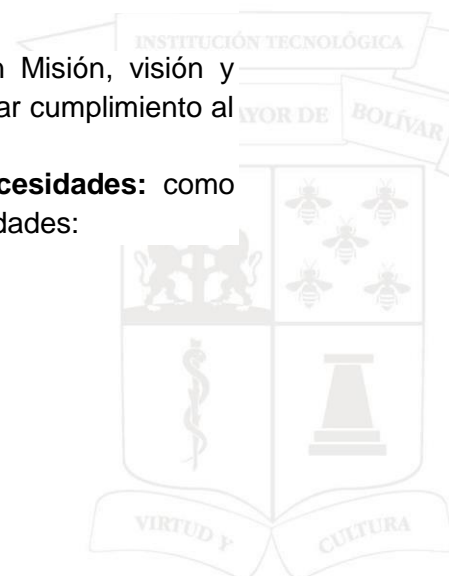 INSTITUCIÓN TECNOLÓGICA
n Misión, visión y
ar cumplimiento al
YOR DE BOLÍVAR
cesidades: como
dades:
VIRTUD Y CULTURA